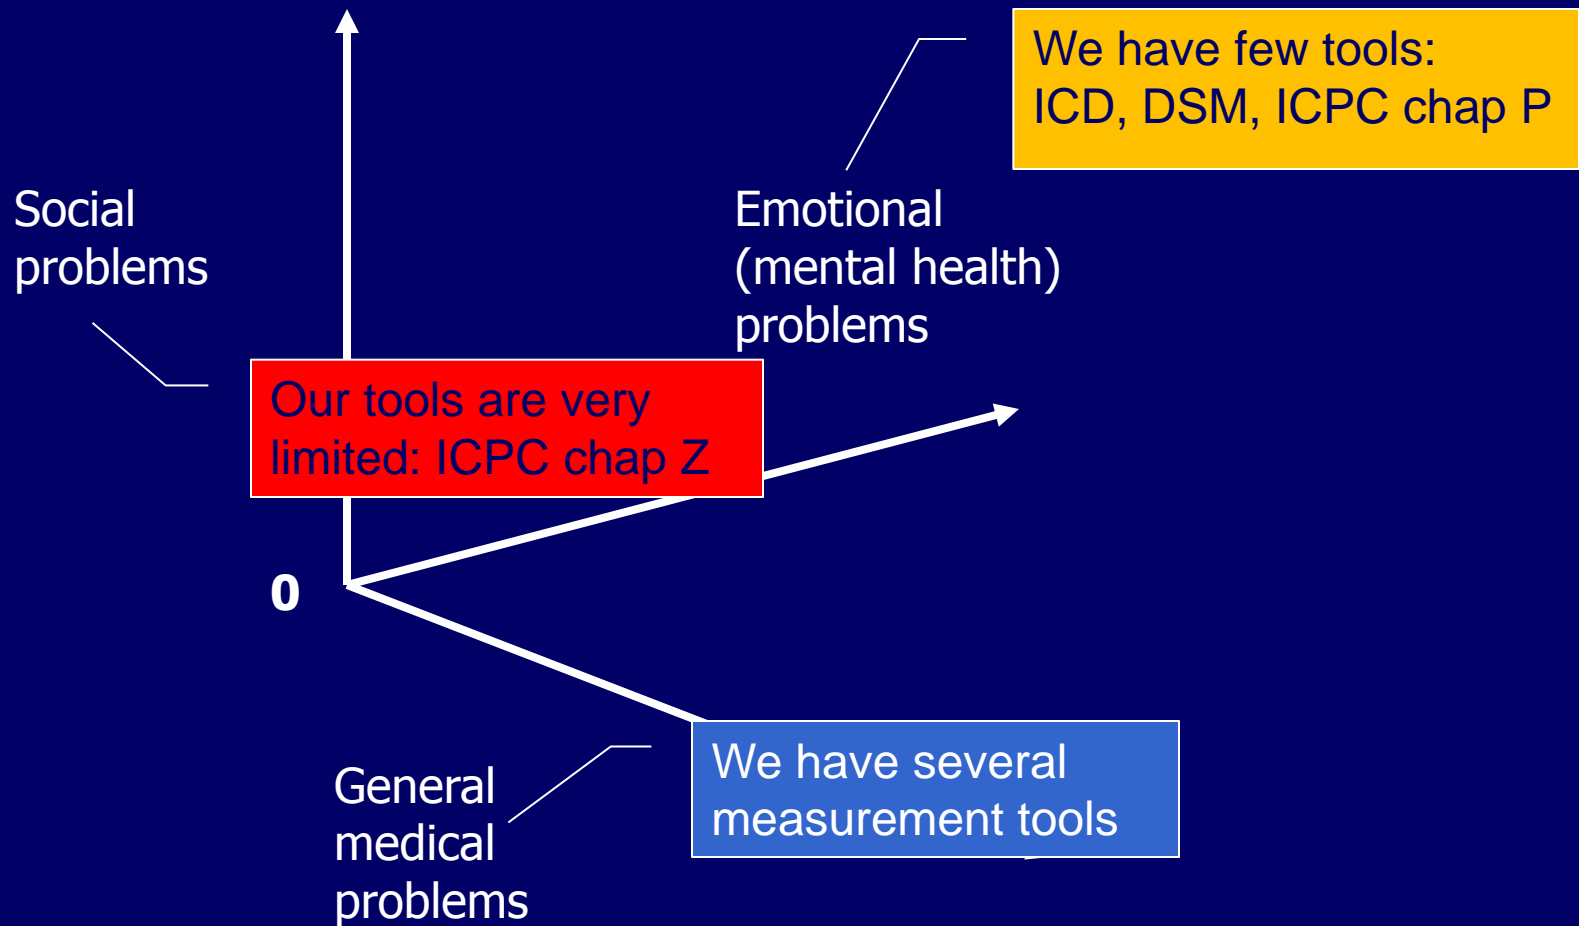 We have few tools:
ICD, DSM, ICPC chap P
Social
problems
Emotional
(mental health)
problems
Our tools are very
limited: ICPC chap Z
0
General
medical
problems
We have several
measurement tools